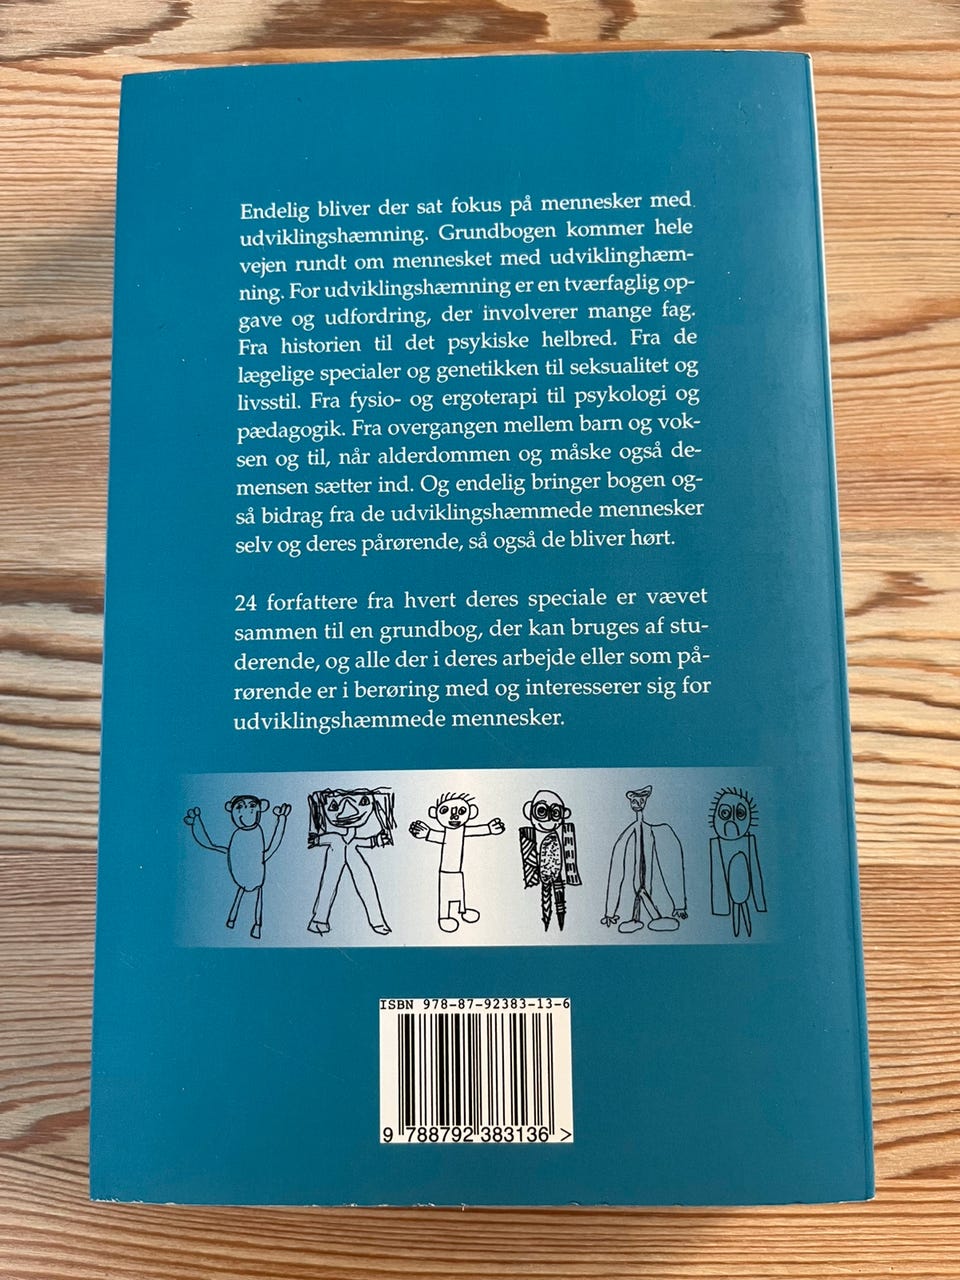 Endelig bliver der sat fokus på mennesker med
udviklingshæmning. Grundbogen kommer hele
vejen rundt om mennesket med udviklinghæm-
ning. For udviklingshæmning er en tværfaglig op-
gave og udfordring, der involverer mange fag.
Fra historien til det psykiske helbred. Fra de
lægelige specialer og genetikken til seksualitet og
livsstil. Fra fysio- og ergoterapi til psykologi og
pædagogik. Fra overgangen mellem barn og vok-
sen og til, når alderdommen og måske også de-
mensen sætter ind. Og endelig bringer bogen og-
så bidrag fra de udviklingshæmmede mennesker
selv og deres pårørende, så også de bliver hørt.
24 forfattere fra hvert deres speciale er vævet
sammen til en grundbog, der kan bruges af stu-
derende, og alle der i deres arbejde eller som på-
rørende er i berøring med og interesserer sig for
udviklingshæmmede mennesker.
ISBN 978-87-92383-13-6
9 788792 383136 >